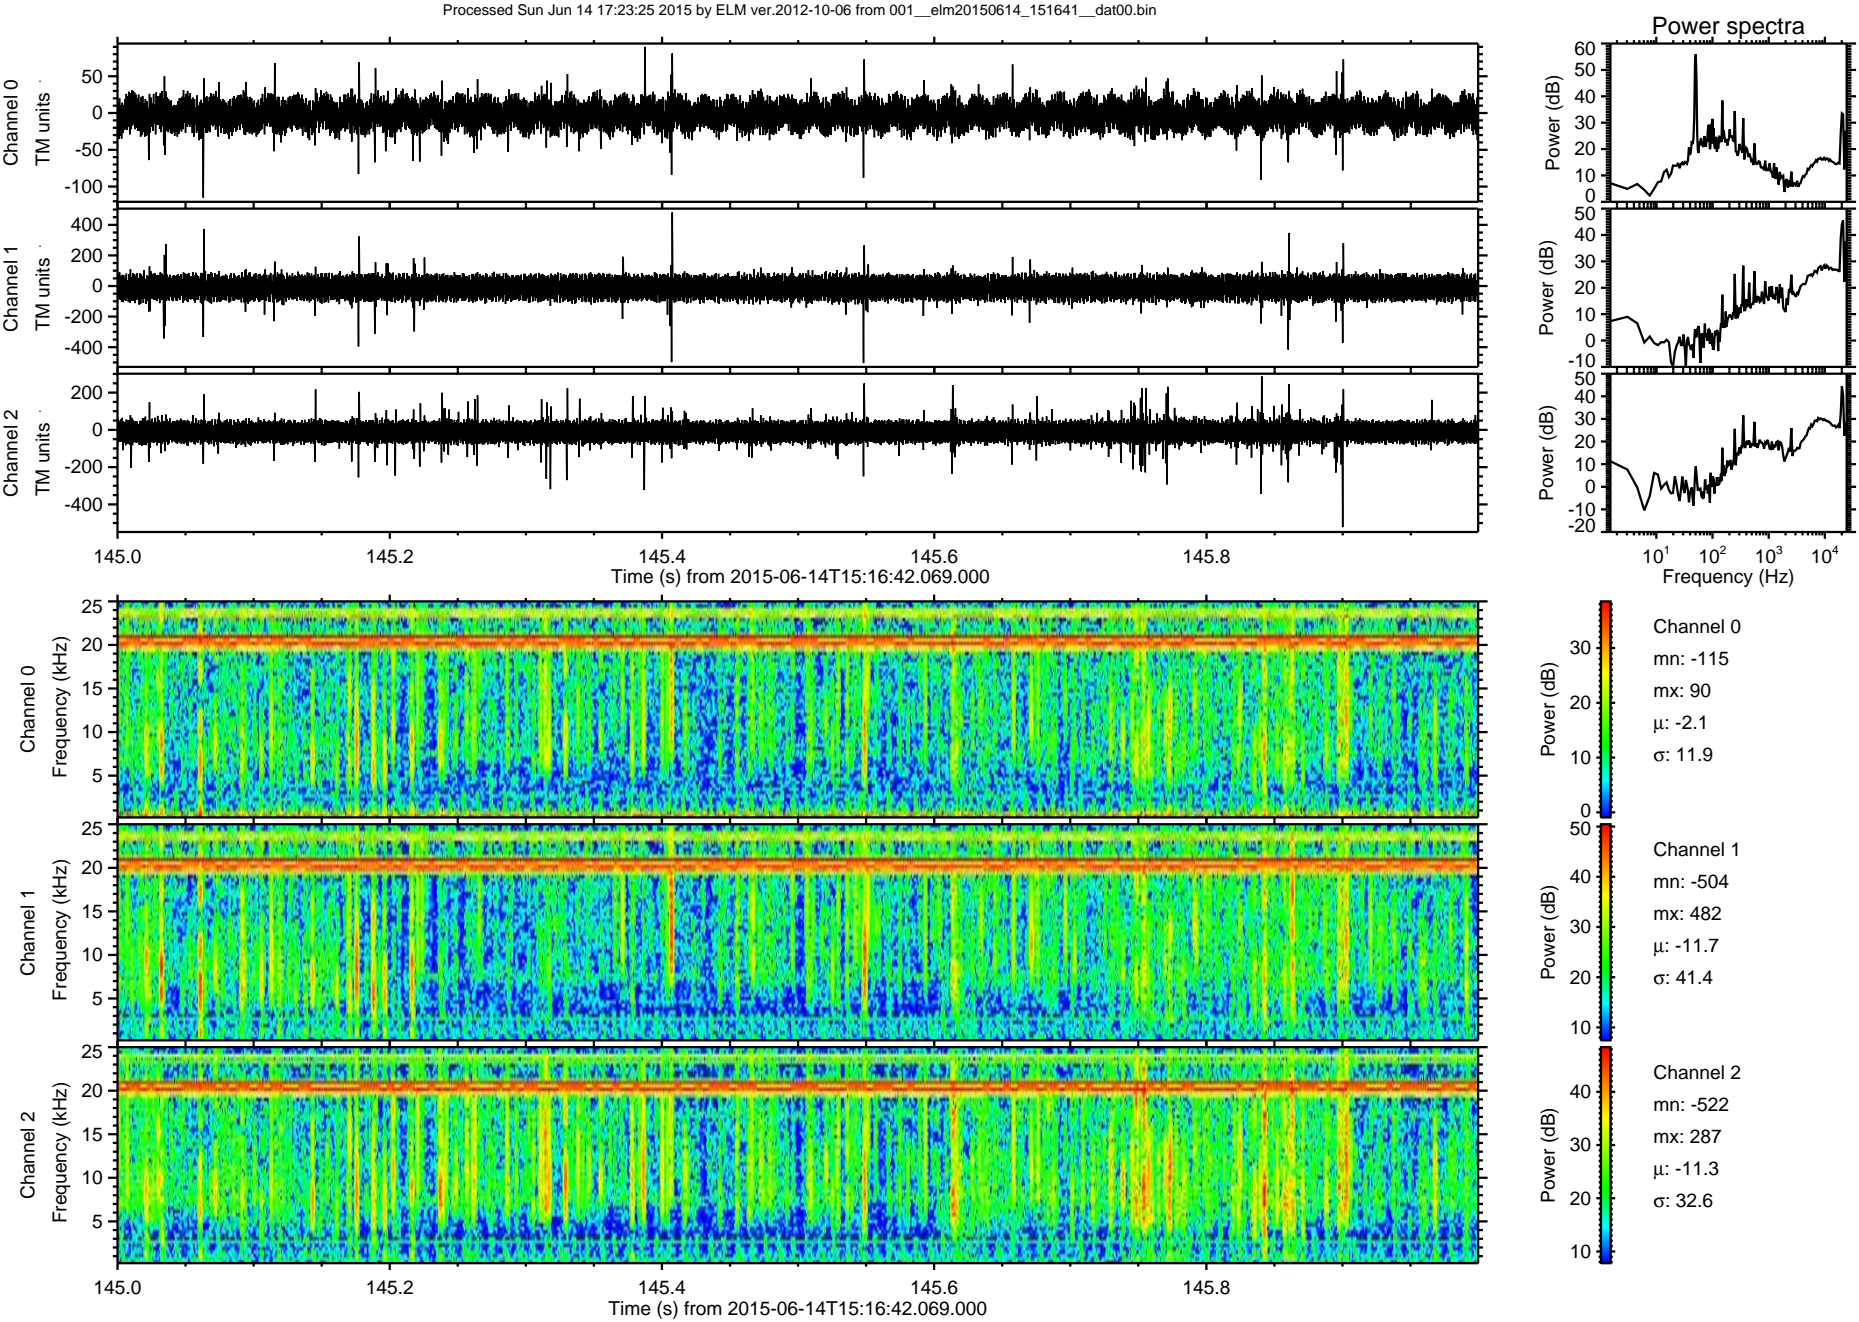 Processed Sun Jun 14 17:23:25 2015 by ELM ver.2012-10-06 from 001__elm20150614_151641__dat00.bin
Power spectra
Channel 0
TM units
50
0
-50
-100
Power (dB)
60
50
40
30
20
10
0
Channel 1
TM units
400
200
0
-200
-400
Power (dB)
50
40
30
20
10
0
-10
Channel 2
TM units
200
0
-200
-400
Power (dB)
50
40
30
20
10
0
-10
-20
145.0 145.2 145.4 145.6 145.8
Time (s) from 2015-06-14T15:16:42.069.000
10¹ 10² 10³ 10⁴
Frequency (Hz)
Channel 0
Frequency (kHz)
25
20
15
10
5
Power (dB)
30
20
10
0
Channel 0
mn: -115
mx: 90
μ: -2.1
σ: 11.9
Channel 1
Frequency (kHz)
25
20
15
10
5
Power (dB)
50
40
30
20
10
Channel 1
mn: -504
mx: 482
μ: -11.7
σ: 41.4
Channel 2
Frequency (kHz)
25
20
15
10
5
Power (dB)
40
30
20
10
Channel 2
mn: -522
mx: 287
μ: -11.3
σ: 32.6
145.0 145.2 145.4 145.6 145.8
Time (s) from 2015-06-14T15:16:42.069.000